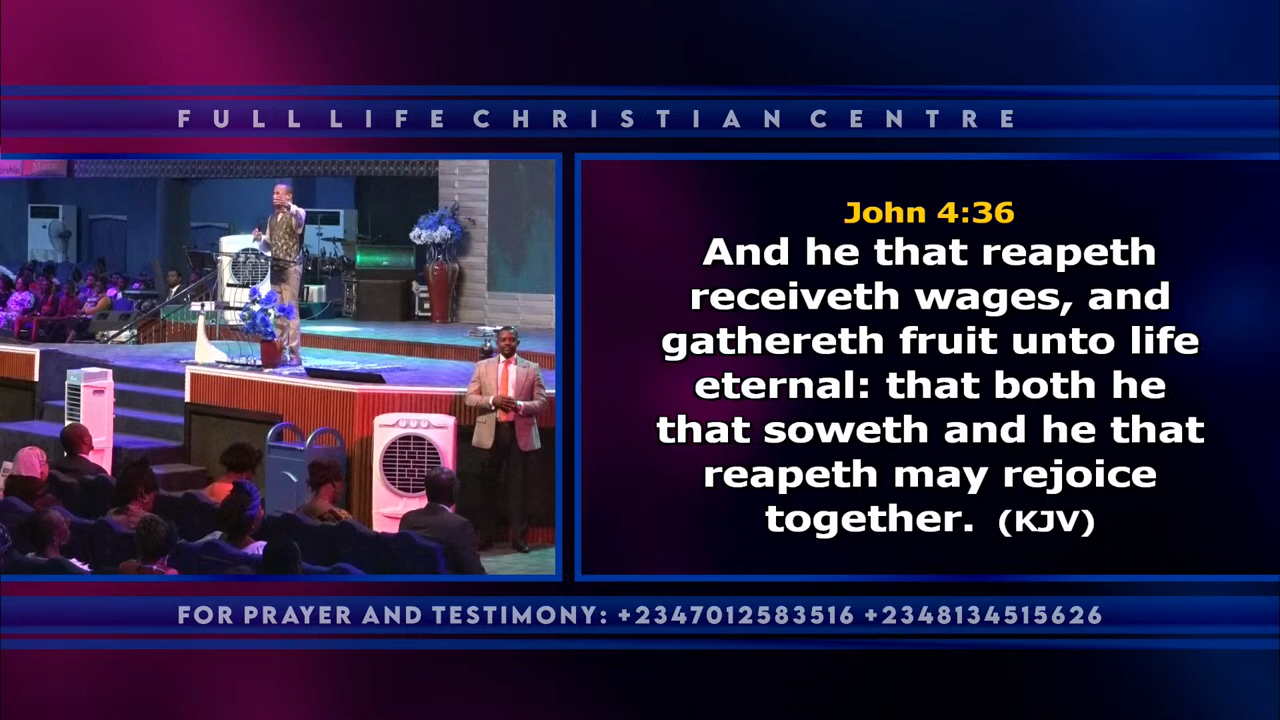 FULL LIFE CHRISTIAN CENTRE
John 4:36
And he that reapeth
receiveth wages, and
gathereth fruit unto life
eternal: that both he
that soweth and he that
reapeth may rejoice
together. (KJV)
FOR PRAYER AND TESTIMONY: +2347012583516 +2348134515626